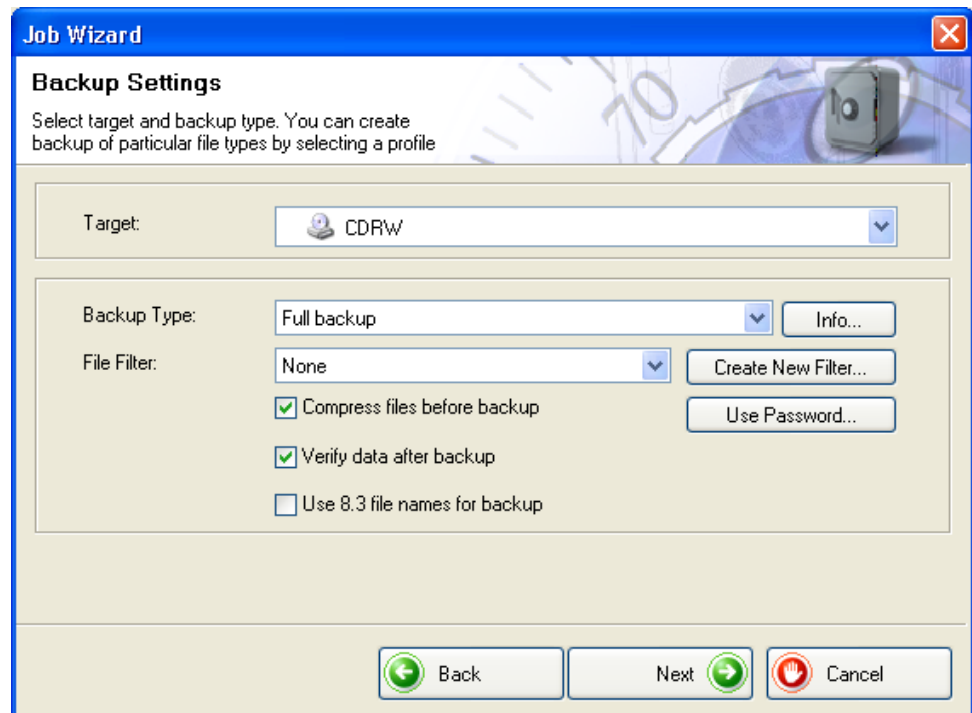 Job Wizard
Backup Settings
Select target and backup type. You can create
backup of particular file types by selecting a profile
70
Target:
CDRW
Backup Type:
Full backup
Info...
File Filter:
None
Create New Filter...
Compress files before backup
Use Password...
Verify data after backup
Use 8.3 file names for backup
Back
Next
Cancel